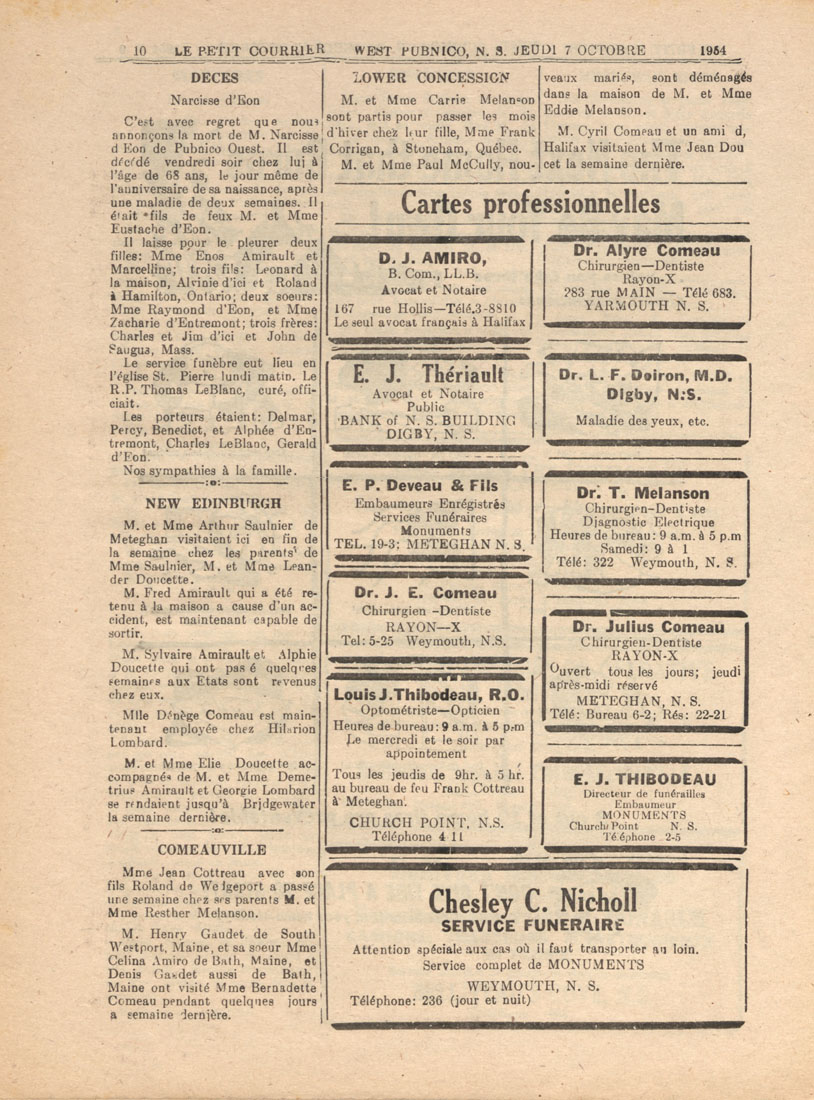 10 LE PETIT COURRIER WEST PUBNICO, N. S. JEUDI 7 OCTOBRE 1954
DECES
Narcisse d'Eon
C'est avec regret que nous
annonçons la mort de M. Narcisse
d Eon de Pubnico Ouest. Il est
décédé vendredi soir chez lui à
l'âge de 68 ans, le jour même de
l'anniversaire de sa naissance, après
une maladie de deux semaines. Il
était fils de feux M. et Mme
Eustache d'Eon.
Il laisse pour le pleurer deux
filles: Mme Enos Amirault et
Marcelline; trois fils: Leonard à
la maison, Alvinie d'ici et Roland
à Hamilton, Ontario; deux soeurs:
Mme Raymond d'Eon, et Mme
Zacharie d'Entremont; trois frères:
Charles et Jim d'ici et John de
Saugus, Mass.
Le service funèbre eut lieu en
l'église St. Pierre lundi matin. Le
R.P. Thomas LeBlanc, curé, offi-
ciait.
Les porteurs étaient: Delmar,
Percy, Benedict, et Alphée d'En-
tremont, Charles LeBlanc, Gerald
d'Eon.
Nos sympathies à la famille.
:o:
NEW EDINBURGH
M. et Mme Arthur Saulnier de
Meteghan visitaient ici en fin de
la semaine chez les parents de
Mme Saulnier, M. et Mme Lean-
der Doucette.
M. Fred Amirault qui a été re-
tenu à la maison a cause d'un ac-
cident, est maintenant capable de
sortir.
M. Sylvaire Amirault et Alphie
Doucette qui ont pas é quelques
semaines aux Etats sont revenus
chez eux.
Mlle Dénège Comeau est main-
tenant employée chez Hilarion
Lombard.
M. et Mme Elie Doucette ac-
compagnés de M. et Mme Deme-
trius Amirault et Georgie Lombard
se rendaient jusqu'à Bridgewater
la semaine dernière.
:o:
COMEAUVILLE
Mme Jean Cottreau avec son
fils Roland de Wedgeport a passé
une semaine chez ses parents M. et
Mme Resther Melanson.
M. Henry Gaudet de South
Westport, Maine, et sa soeur Mme
Celina Amiro de Bath, Maine, et
Denis Gaudet aussi de Bath,
Maine ont visité Mme Bernadette
Comeau pendant quelques jours
a semaine dernière.
LOWER CONCESSION
M. et Mme Carrie Melanson
sont partis pour passer les mois
d'hiver chez leur fille, Mme Frank
Corrigan, à Stoneham, Québec.
M. et Mme Paul McCully, nou-
veaux mariés, sont déménagés
dans la maison de M. et Mme
Eddie Melanson.
M. Cyril Comeau et un ami d,
Halifax visitaient Mme Jean Dou
cet la semaine dernière.
Cartes professionnelles
D. J. AMIRO,
B. Com., LL.B.
Avocat et Notaire
167 rue Hollis—Télé.3-8810
Le seul avocat français à Halifax
E. J. Thériault
Avocat et Notaire
Public
BANK of N. S. BUILDING
DIGBY, N. S.
E. P. Deveau & Fils
Embaumeurs Enrégistrés
Services Funéraires
Monuments
TEL. 19-3; METEGHAN N. S.
Dr. J. E. Comeau
Chirurgien -Dentiste
RAYON—X
Tel: 5-25 Weymouth, N.S.
Louis J. Thibodeau, R.O.
Optométriste—Opticien
Heures de bureau: 9 a.m. à 5 p.m
Le mercredi et le soir par
appointement
Tous les jeudis de 9hr. à 5 hr.
au bureau de feu Frank Cottreau
à Meteghan.
CHURCH POINT, N.S.
Téléphone 4 11
Dr. Alyre Comeau
Chirurgien—Dentiste
Rayon-X
283 rue MAIN — Télé 683.
YARMOUTH N. S.
Dr. L. F. Doiron, M.D.
Digby, N.S.
Maladie des yeux, etc.
Dr. T. Melanson
Chirurgien-Dentiste
Diagnostic Electrique
Heures de bureau: 9 a.m. à 5 p.m
Samedi: 9 à 1
Télé: 322 Weymouth, N. S.
Dr. Julius Comeau
Chirurgien-Dentiste
RAYON-X
Ouvert tous les jours; jeudi
après-midi réservé
METEGHAN, N. S.
Télé: Bureau 6-2; Rés: 22-21
E. J. THIBODEAU
Directeur de funérailles
Embaumeur
MONUMENTS
Church Point N. S.
Téléphone 2-5
Chesley C. Nicholl
SERVICE FUNERAIRE
Attention spéciale aux cas où il faut transporter au loin.
Service complet de MONUMENTS
WEYMOUTH, N. S.
Téléphone: 236 (jour et nuit)